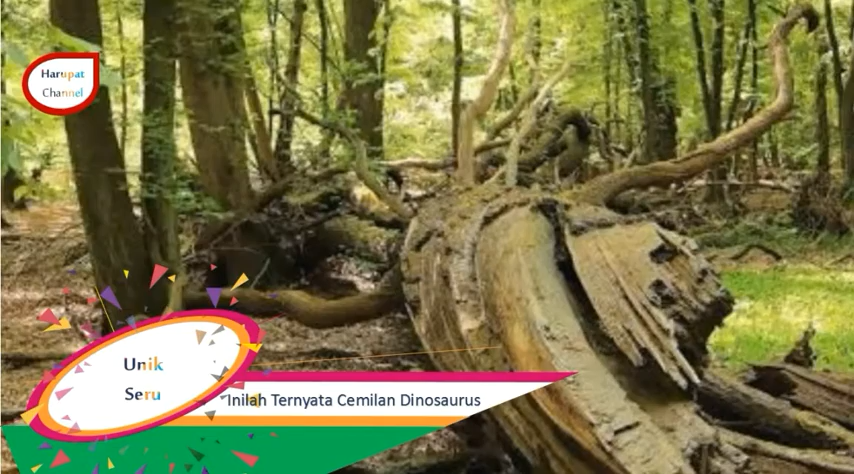 Harupat
Channel
Unik
Seru
Inilah Ternyata Cemilan Dinosaurus